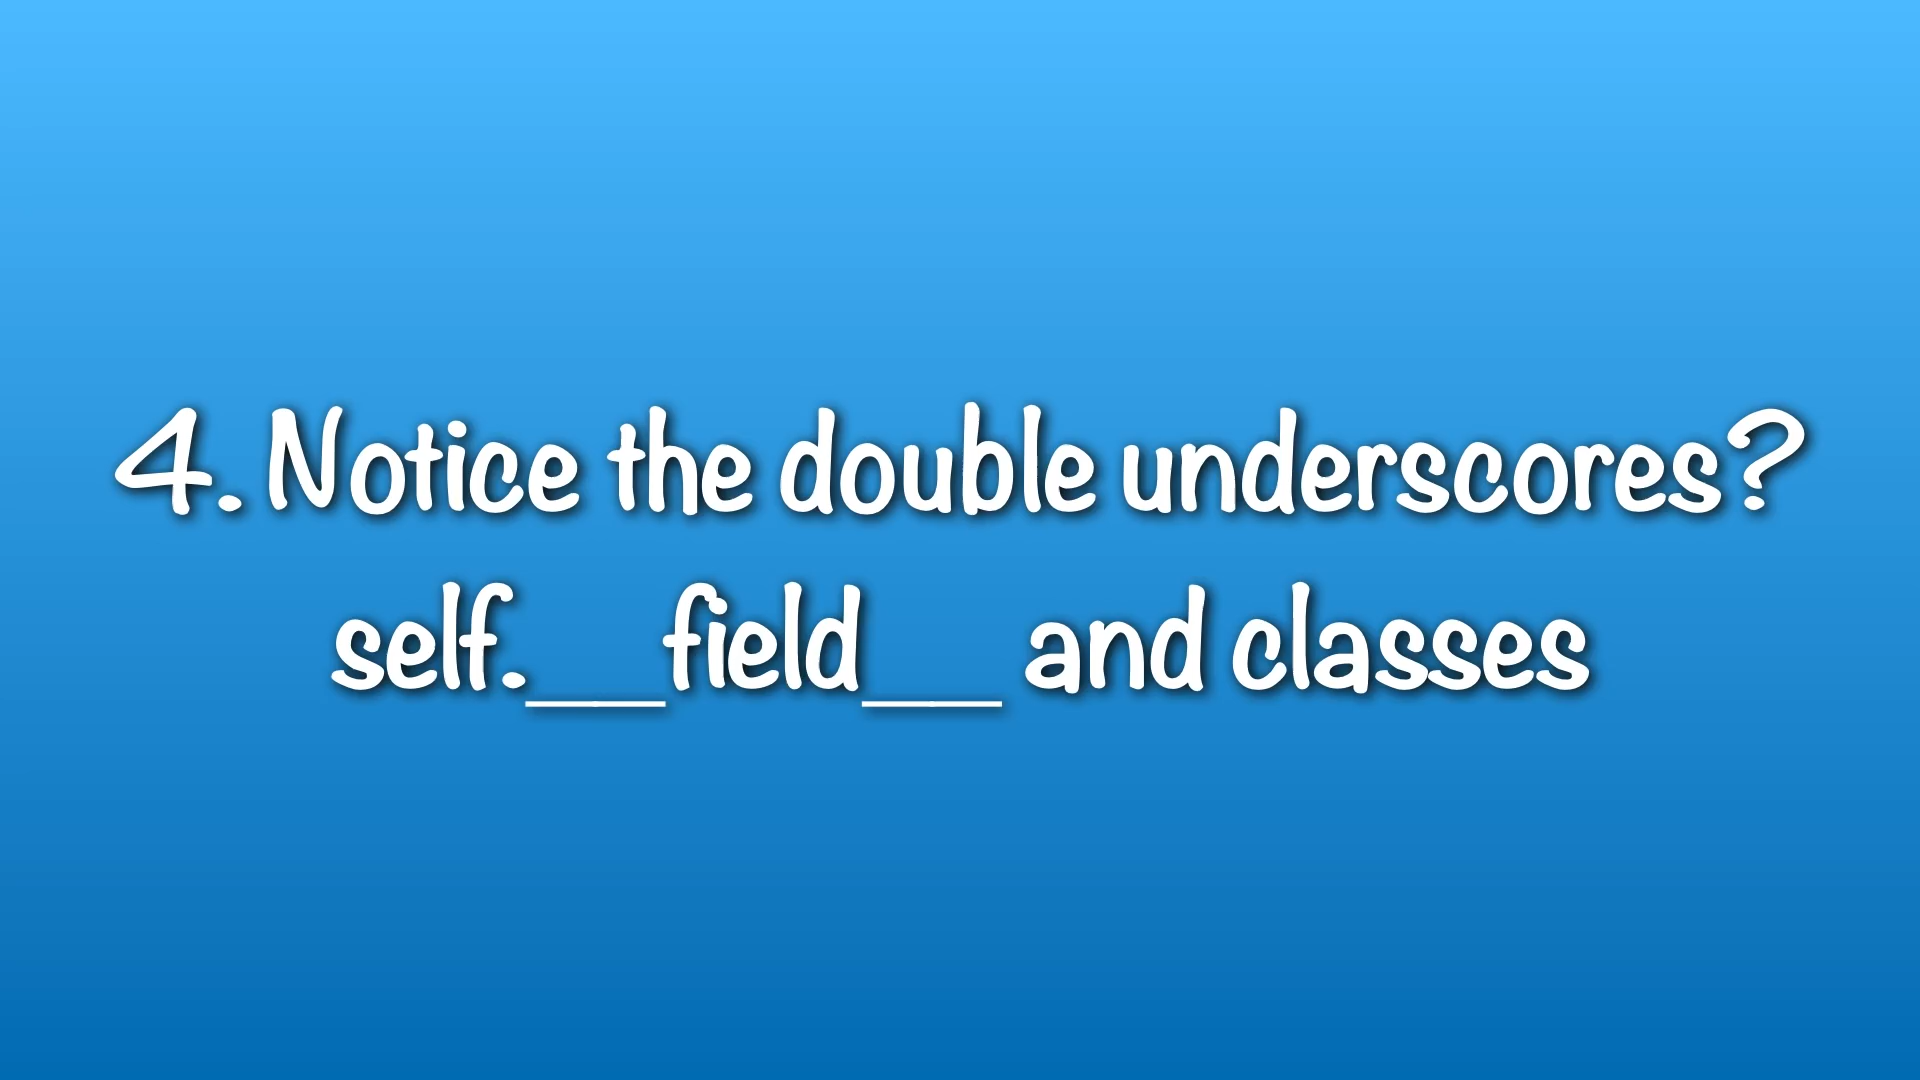 4. Notice the double underscores?
self.__field__ and classes